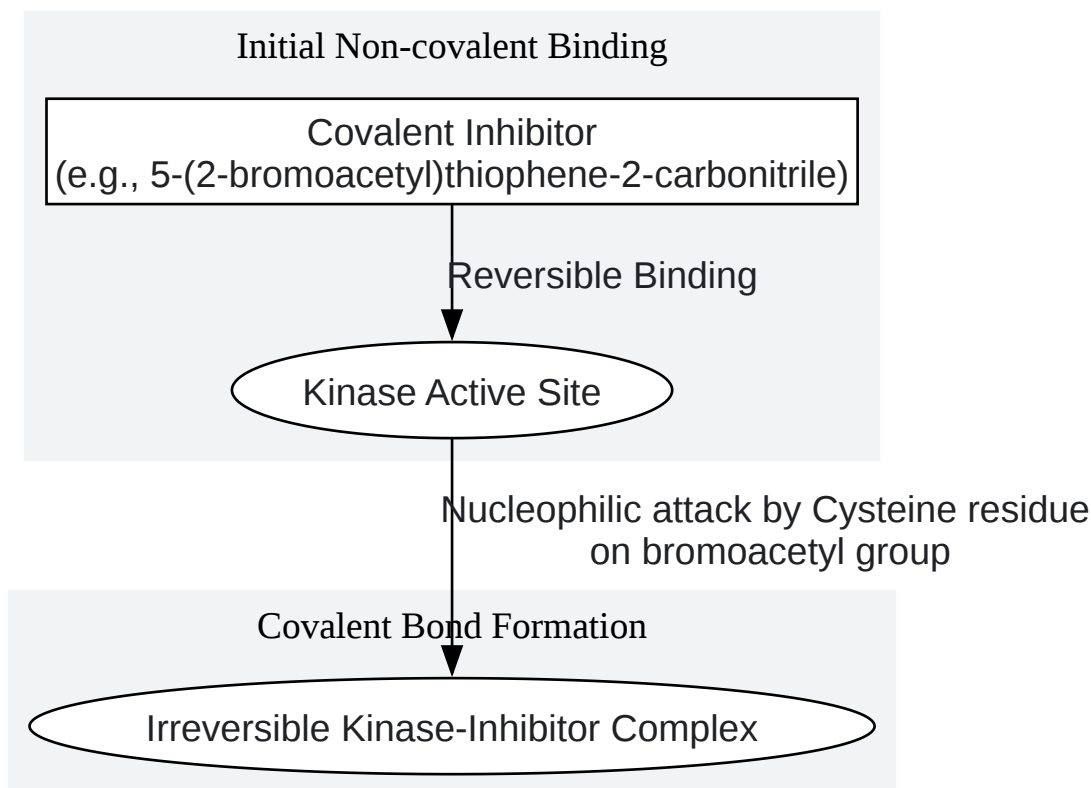 Initial Non-covalent Binding
Covalent Inhibitor
(e.g., 5-(2-bromoacetyl)thiophene-2-carbonitrile)
Reversible Binding
Kinase Active Site
Nucleophilic attack by Cysteine residue
on bromoacetyl group
Covalent Bond Formation
Irreversible Kinase-Inhibitor Complex